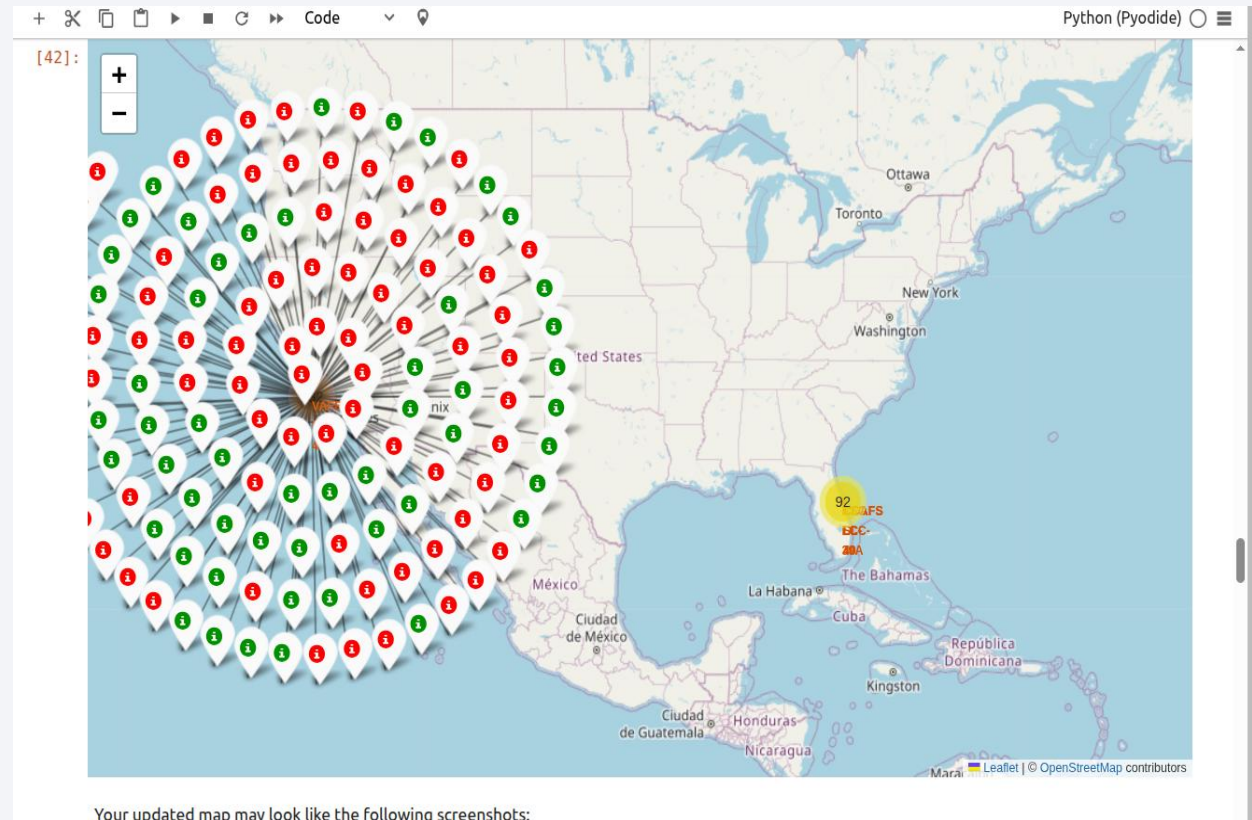 Code
Python (Pyodide)
[42]:
+
−
Ottawa
Toronto
New York
Washington
ted States
nix
92
The Bahamas
La Habana
Cuba
México
Ciudad
de México
República
Dominicana
Kingston
Ciudad
de Guatemala
Honduras
Nicaragua
Mara
Leaflet | © OpenStreetMap contributors
Your updated map may look like the following screenshots: